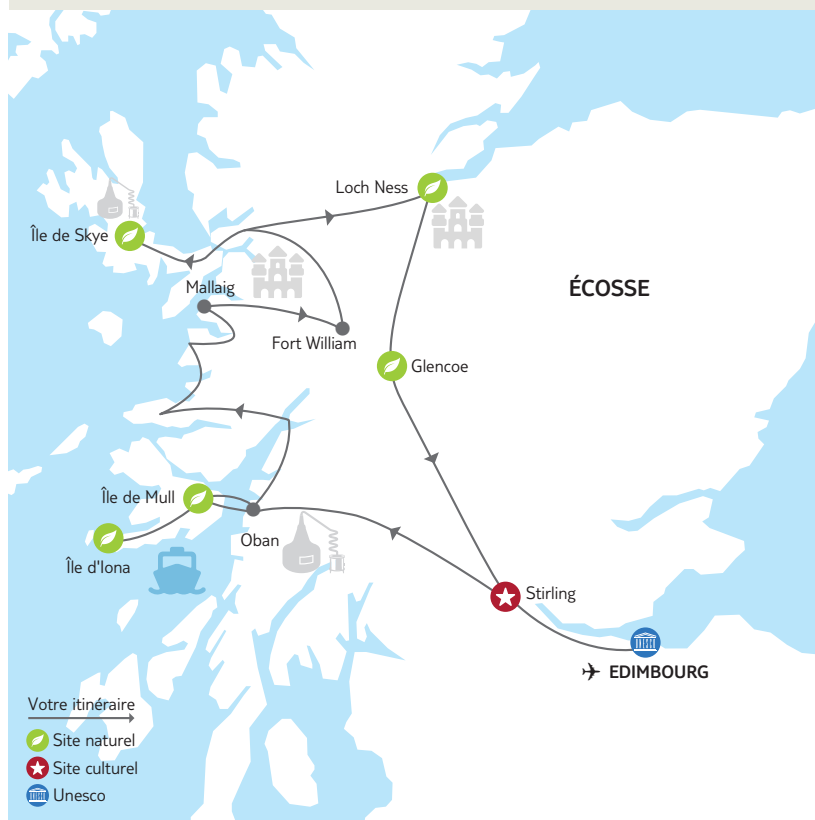 Loch Ness
Île de Skye
ÉCOSSE
Mallaig
Fort William
Glencoe
Île de Mull
Oban
Île d'Iona
Stirling
EDIMBOURG
Votre itinéraire
Site naturel
Site culturel
Unesco